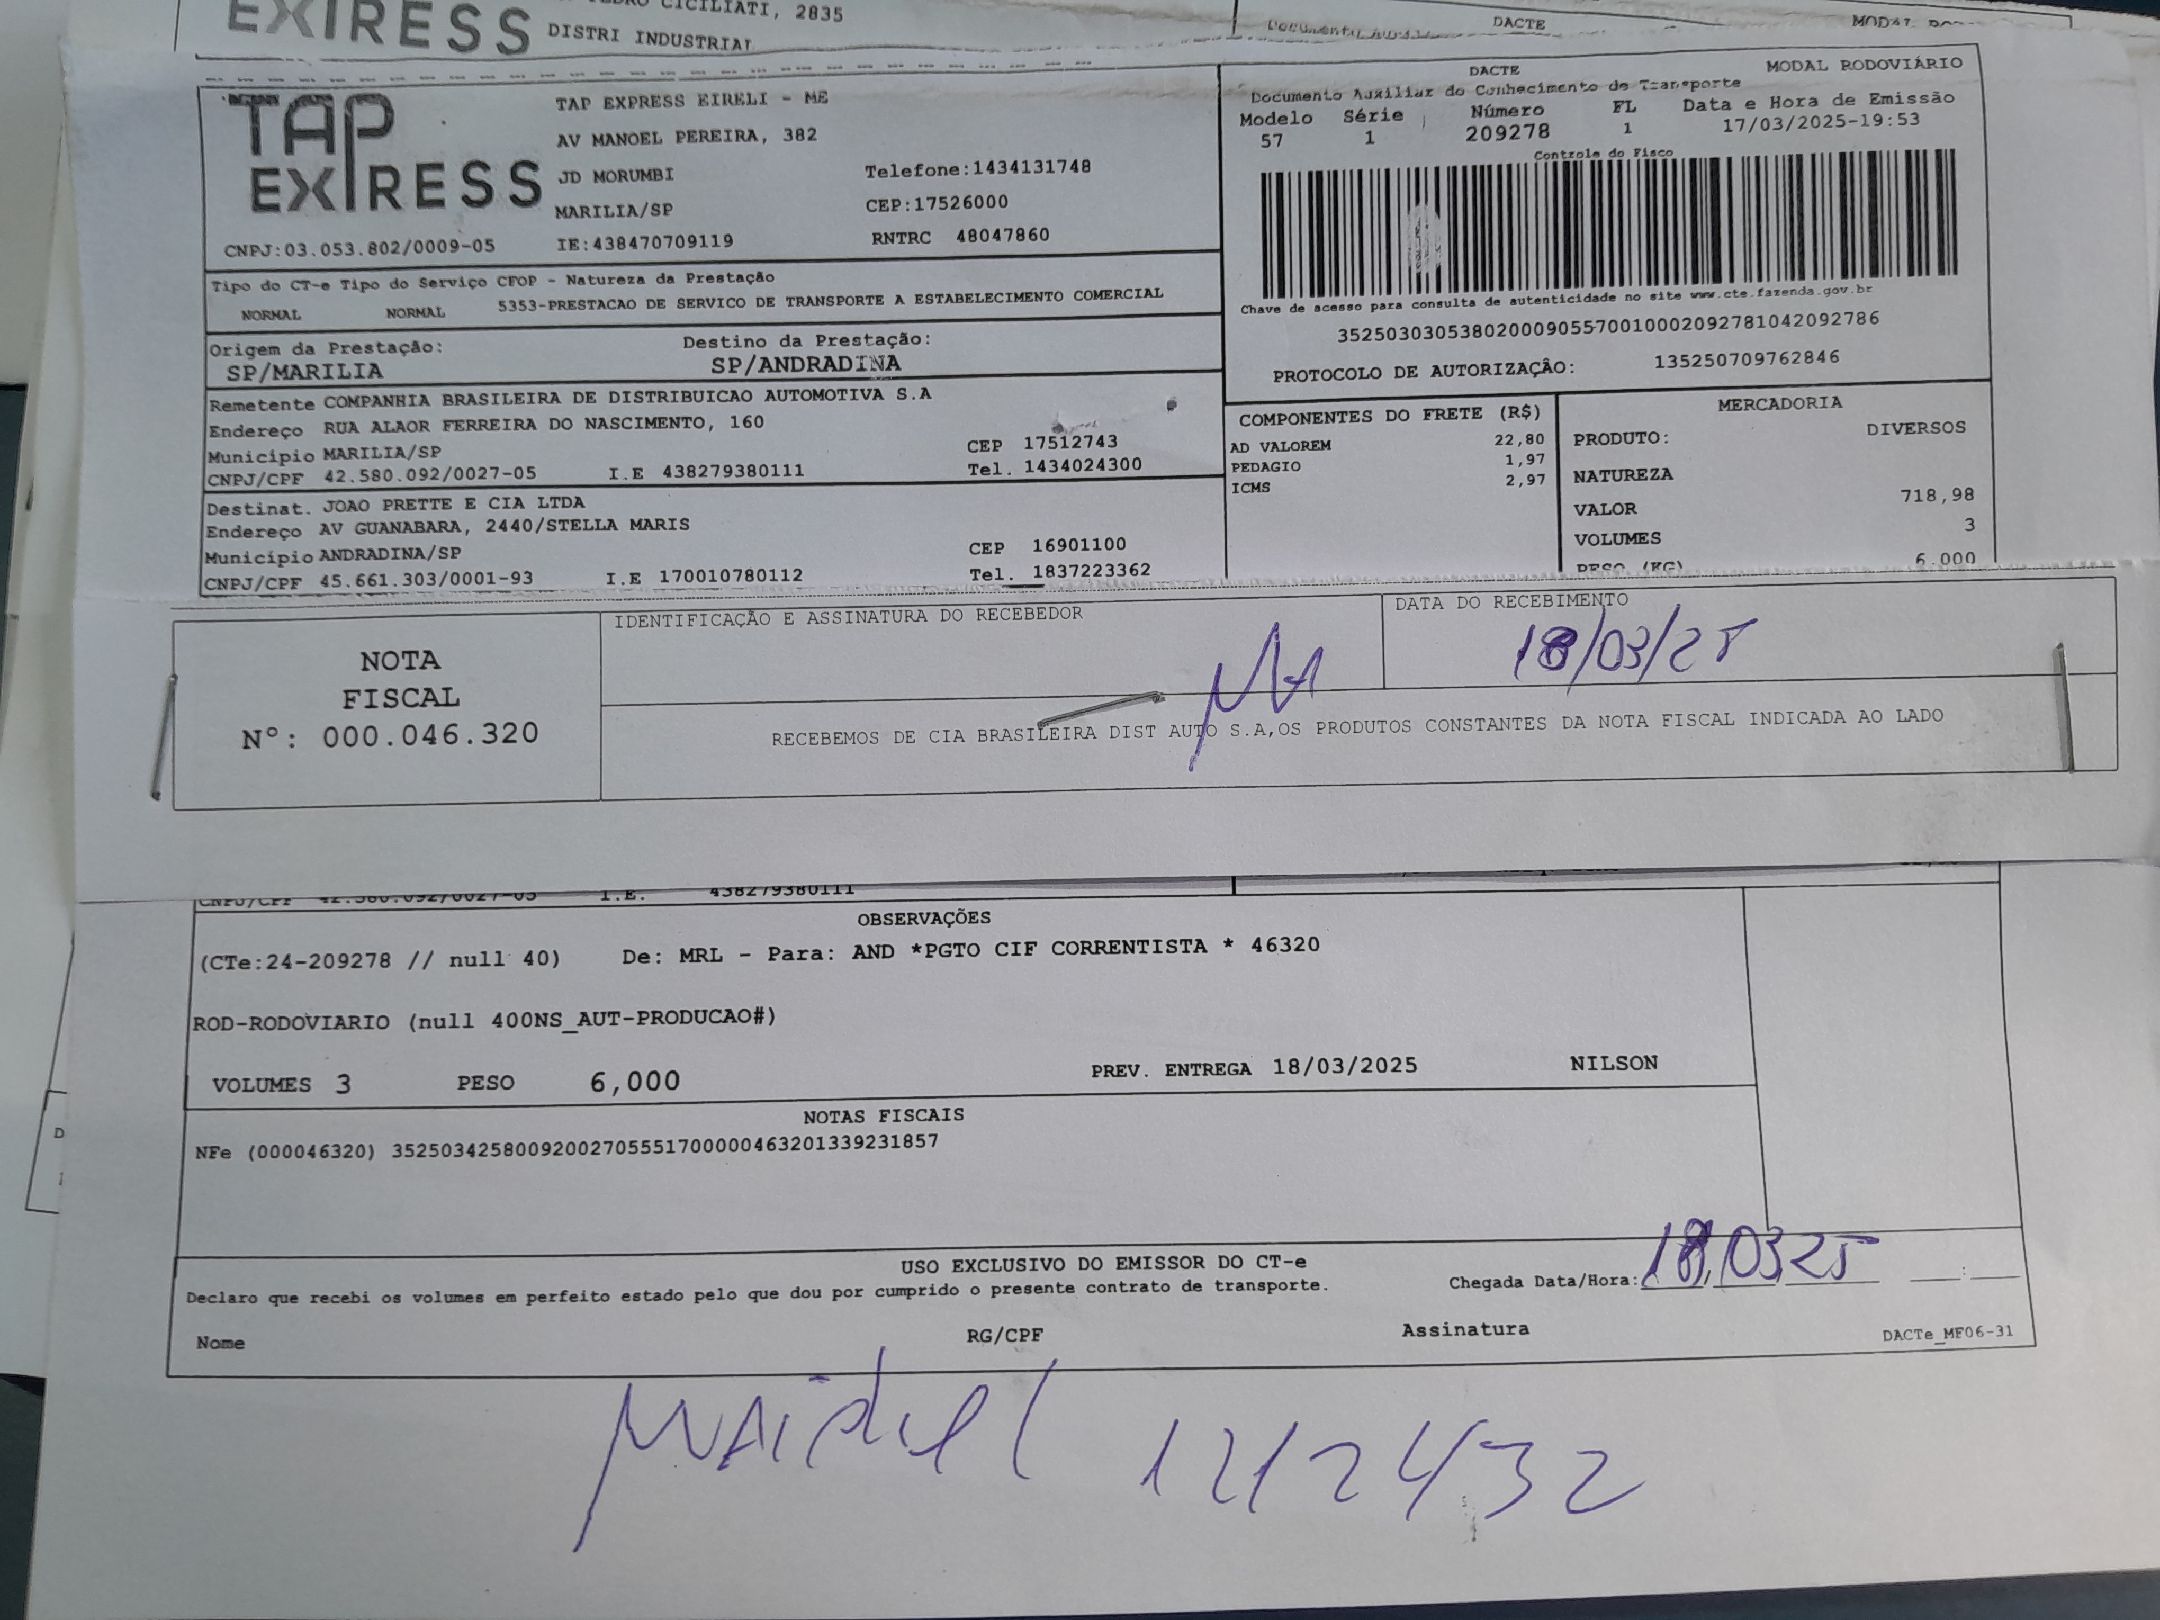 EXPRESS
CICILIATI, 2835
DISTRI INDUSTRIAL
DACTE
TAP EXPRESS
TAP EXPRESS EIRELI - ME
AV MANOEL PEREIRA, 382
JD MORUMBI Telefone:1434131748
MARILIA/SP CEP:17526000
CNPJ:03.053.802/0009-05 IE:438470709119 RNTRC 48047860
DACTE MODAL RODOVIÁRIO
Documento Auxiliar do Conhecimento de Transporte
Modelo Série Número FL Data e Hora de Emissão
57 1 209278 1 17/03/2025-19:53
Controle do Fisco
Chave de acesso para consulta de autenticidade no site www.cte.fazenda.gov.br
35250303053802000905570010002092781042092786
PROTOCOLO DE AUTORIZAÇÃO: 135250709762846
Tipo do CT-e Tipo do Serviço CFOP - Natureza da Prestação
NORMAL NORMAL 5353-PRESTACAO DE SERVICO DE TRANSPORTE A ESTABELECIMENTO COMERCIAL
Origem da Prestação: Destino da Prestação:
SP/MARILIA SP/ANDRADINA
Remetente COMPANHIA BRASILEIRA DE DISTRIBUICAO AUTOMOTIVA S.A
Endereço RUA ALAOR FERREIRA DO NASCIMENTO, 160
Município MARILIA/SP CEP 17512743
CNPJ/CPF 42.580.092/0027-05 I.E 438279380111 Tel. 1434024300
Destinat. JOAO PRETTE E CIA LTDA
Endereço AV GUANABARA, 2440/STELLA MARIS
Município ANDRADINA/SP CEP 16901100
CNPJ/CPF 45.661.303/0001-93 I.E 170010780112 Tel. 1837223362
COMPONENTES DO FRETE (R$)
AD VALOREM 22,80
PEDAGIO 1,97
ICMS 2,97
MERCADORIA
PRODUTO: DIVERSOS
NATUREZA
VALOR 718,98
VOLUMES 3
PESO (KG) 6,000
NOTA
FISCAL
Nº: 000.046.320
IDENTIFICAÇÃO E ASSINATURA DO RECEBEDOR
DATA DO RECEBIMENTO
18/03/25
RECEBEMOS DE CIA BRASILEIRA DIST AUTO S.A,OS PRODUTOS CONSTANTES DA NOTA FISCAL INDICADA AO LADO
CNPJ/CPF 42.580.092/0027-05 I.E. 438279380111
OBSERVAÇÕES
(CTe:24-209278 // null 40) De: MRL - Para: AND *PGTO CIF CORRENTISTA * 46320
ROD-RODOVIARIO (null 400NS_AUT-PRODUCAO#)
VOLUMES 3 PESO 6,000 PREV. ENTREGA 18/03/2025 NILSON
NOTAS FISCAIS
NFe (000046320) 35250342580092002705551700000463201339231857
USO EXCLUSIVO DO EMISSOR DO CT-e
Declaro que recebi os volumes em perfeito estado pelo que dou por cumprido o presente contrato de transporte.
Chegada Data/Hora: 18/03 25
Nome RG/CPF Assinatura DACTe_MF06-31